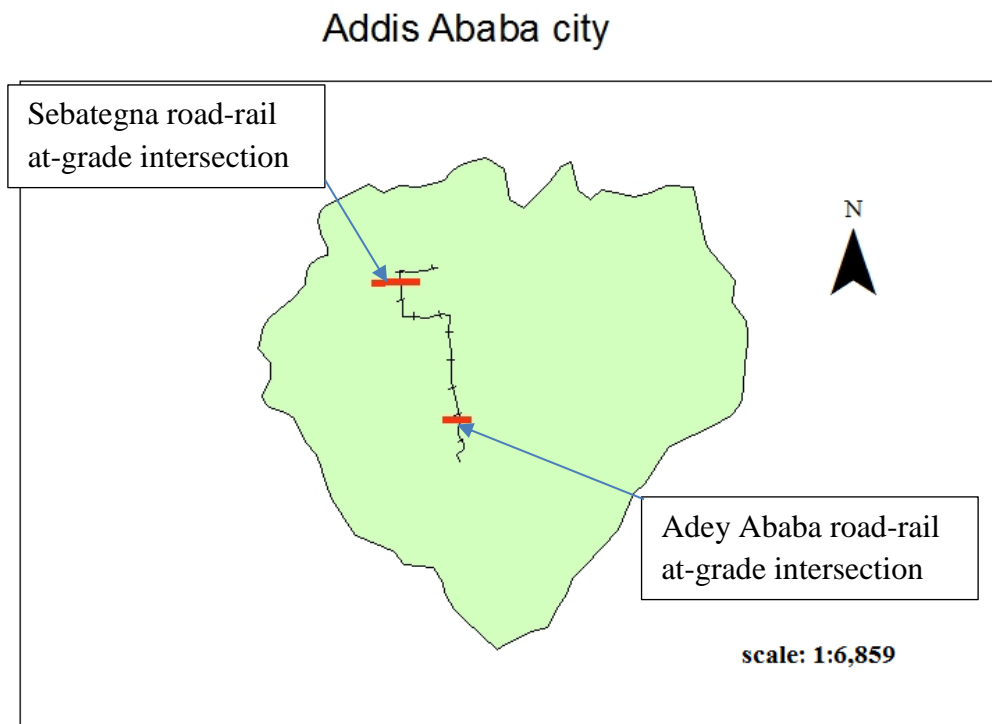 Addis Ababa city
Sebategna road-rail
at-grade intersection
N
Adey Ababa road-rail
at-grade intersection
scale: 1:6,859